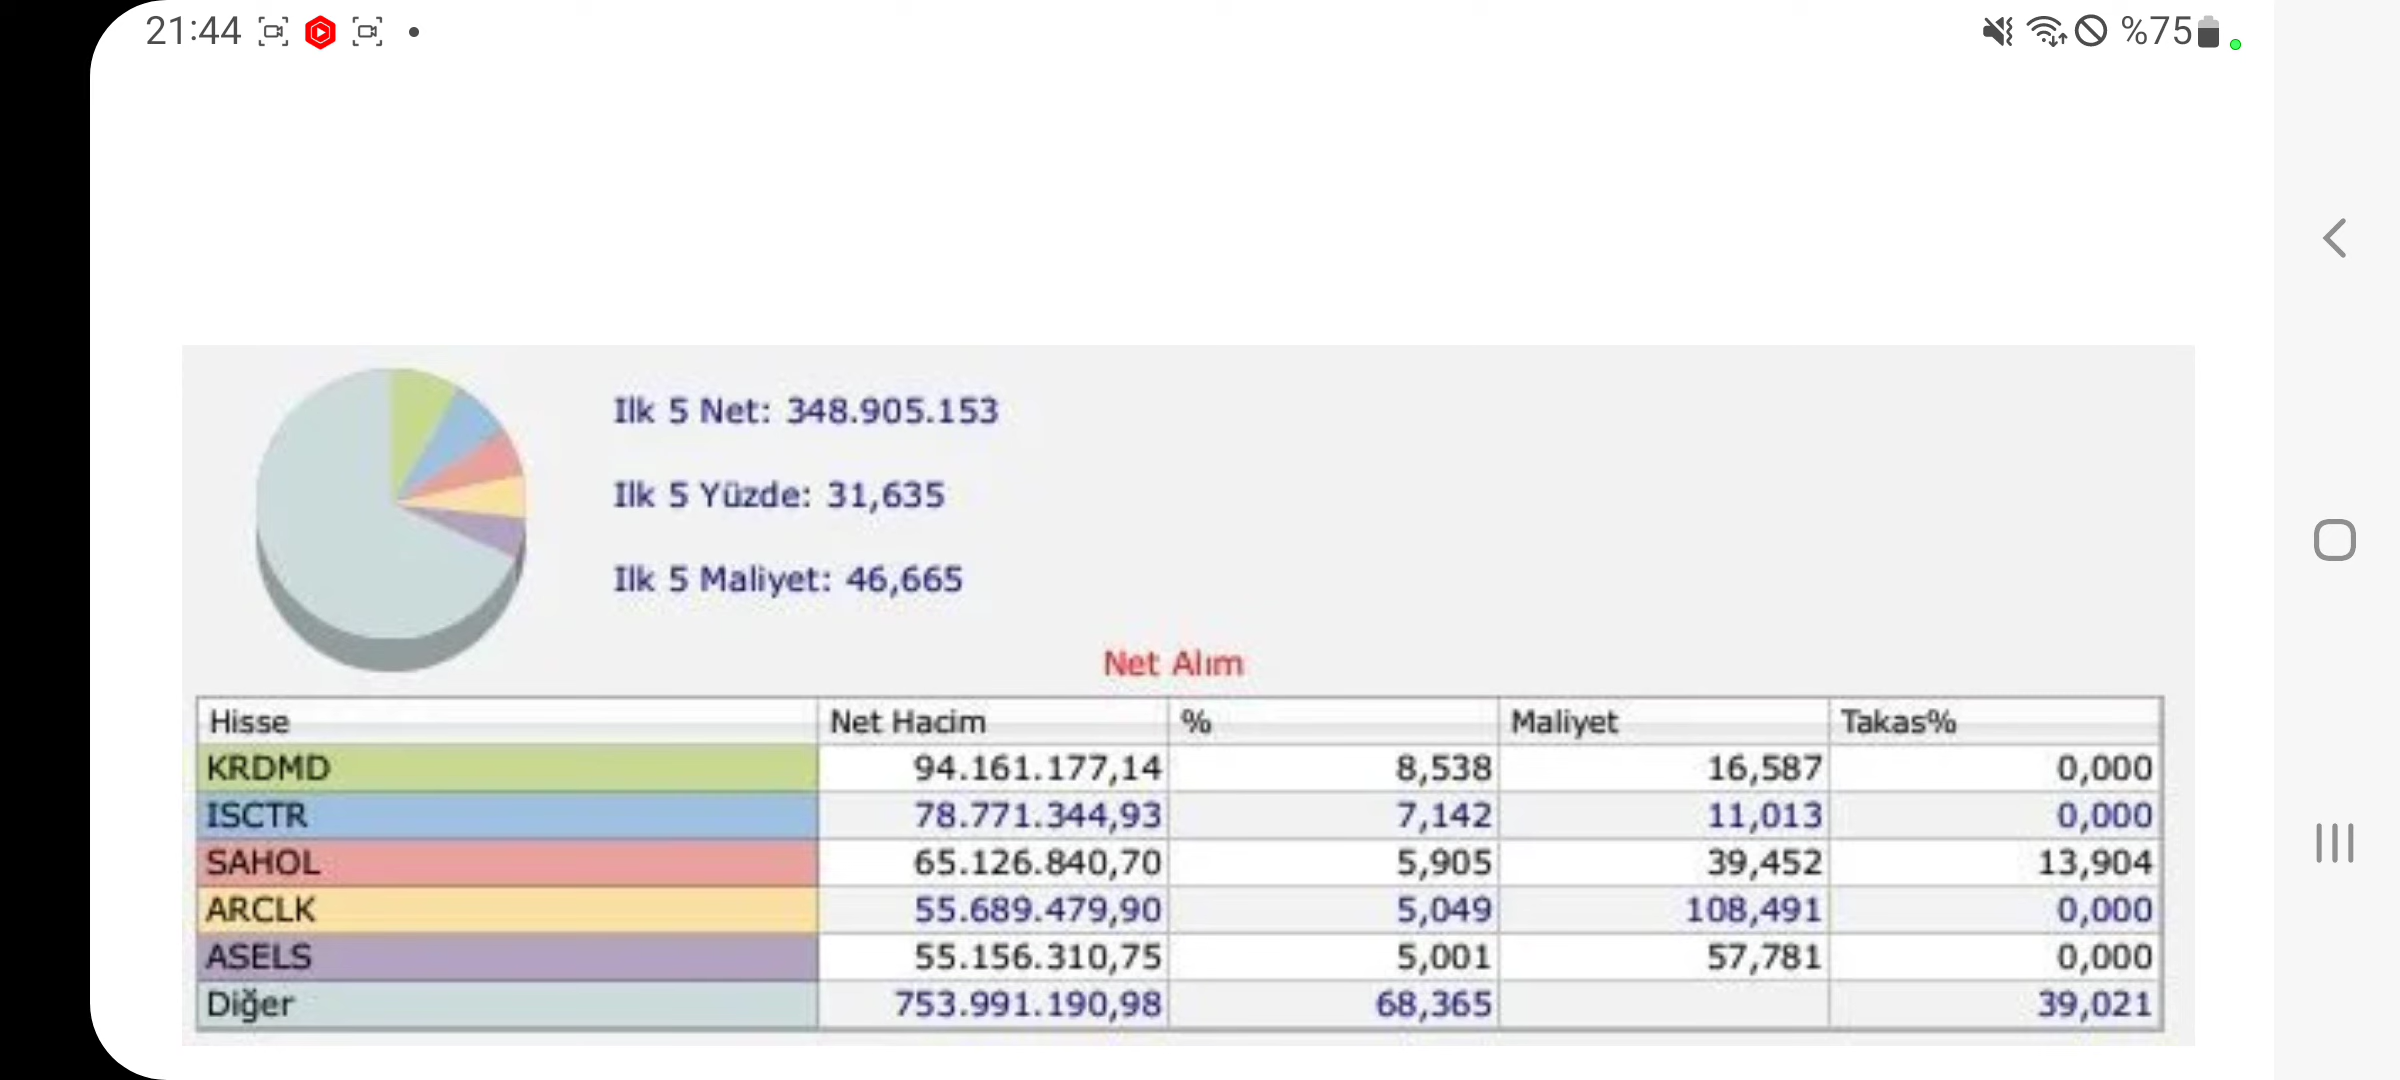 21:44
%75
Ilk 5 Net: 348.905.153
Ilk 5 Yüzde: 31,635
Ilk 5 Maliyet: 46,665
Net Alım
Hisse Net Hacim % Maliyet Takas%
KRDMD 94.161.177,14 8,538 16,587 0,000
ISCTR 78.771.344,93 7,142 11,013 0,000
SAHOL 65.126.840,70 5,905 39,452 13,904
ARCLK 55.689.479,90 5,049 108,491 0,000
ASELS 55.156.310,75 5,001 57,781 0,000
Diğer 753.991.190,98 68,365 39,021